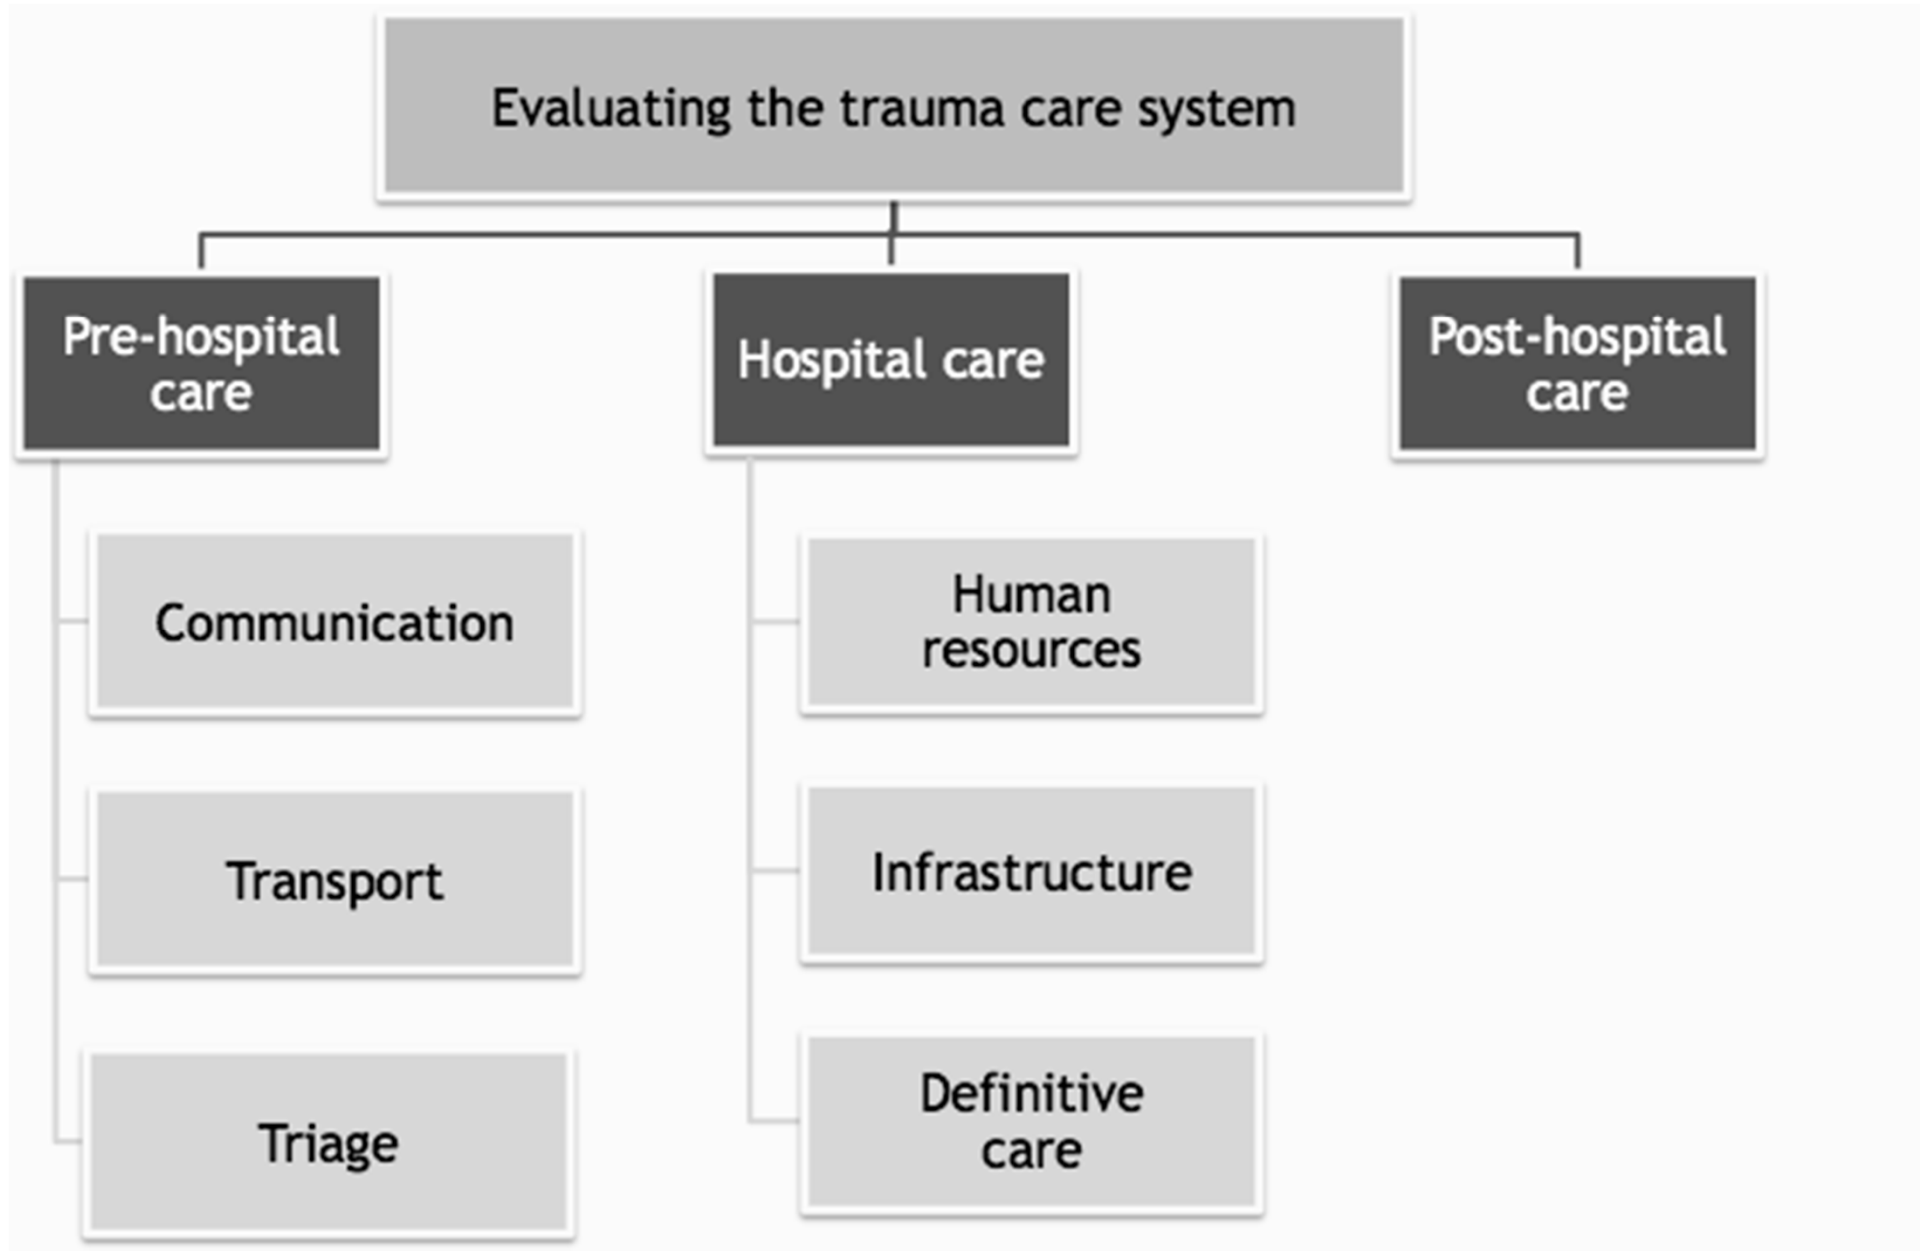 Evaluating the trauma care system
Pre-hospital
care
Hospital care
Post-hospital
care
Communication
Transport
Triage
Human
resources
Infrastructure
Definitive
care